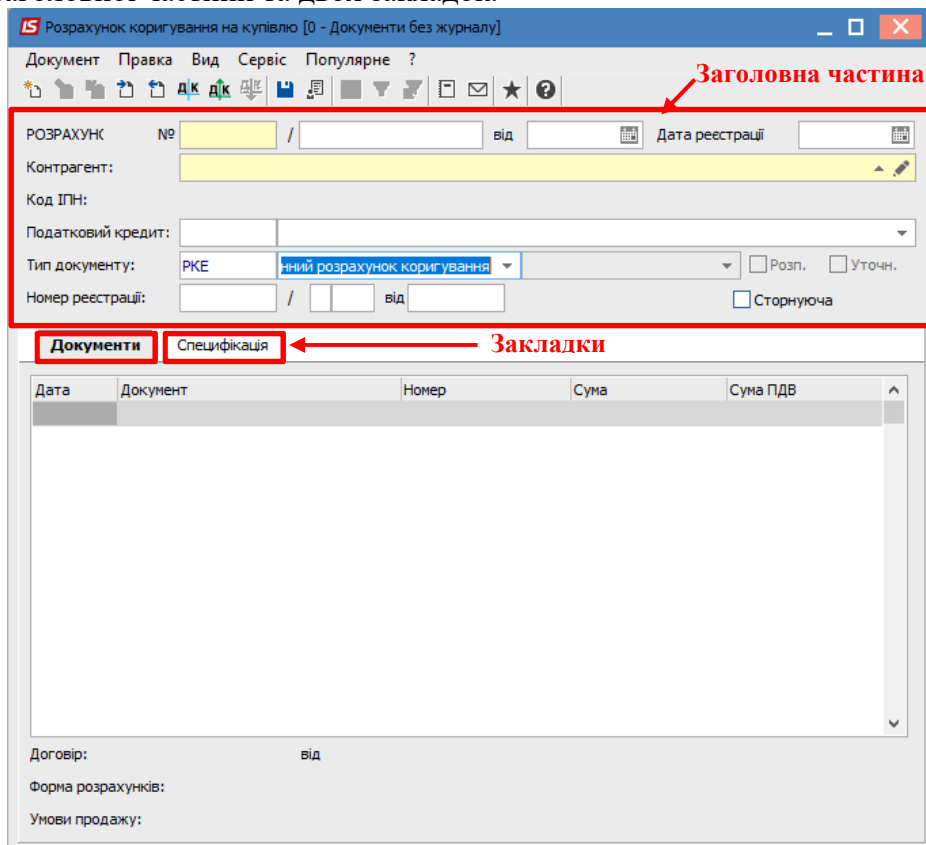 Розрахунок коригування на купівлю [0 - Документи без журналу]
Документ Правка Вид Сервіс Популярне ?
Заголовна частина
РОЗРАХУНК № / від Дата реєстрації
Контрагент:
Код ІПН:
Податковий кредит:
Тип документу: РКЕ нний розрахунок коригування Розп. Уточн.
Номер реєстрації: / від Сторнуюча
Документи Специфікація Закладки
Дата Документ Номер Сума Сума ПДВ
Договір: від
Форма розрахунків:
Умови продажу: